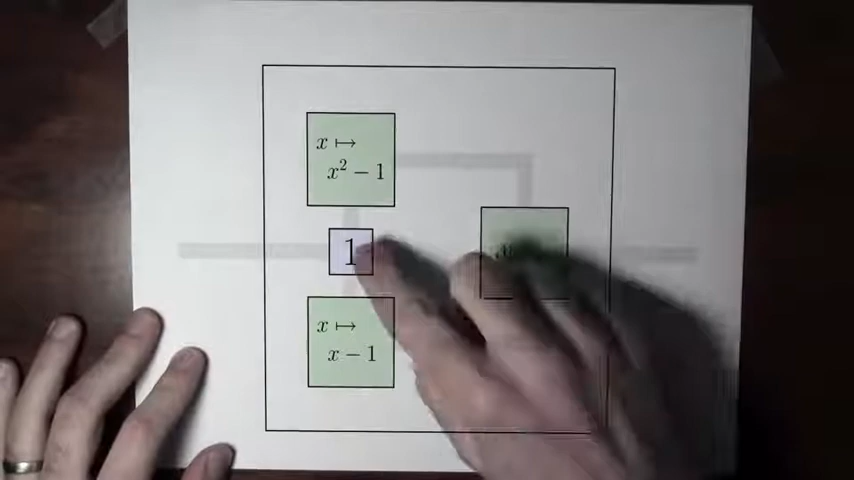 x ↦
x² − 1
1
x ↦
x − 1